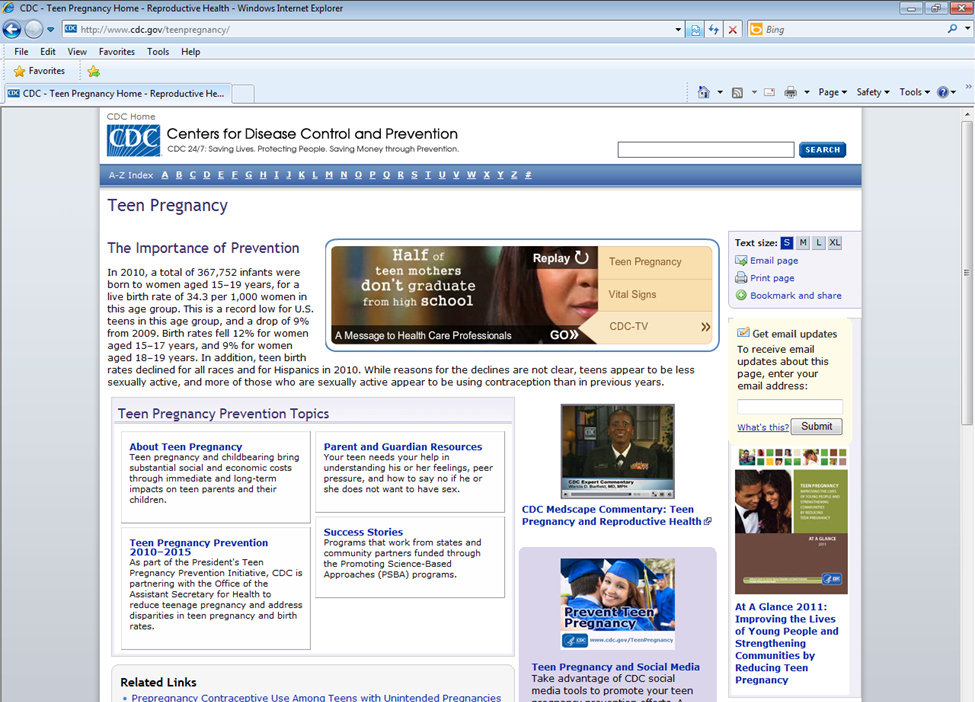 CDC - Teen Pregnancy Home - Reproductive Health - Windows Internet Explorer
http://www.cdc.gov/teenpregnancy/
Bing
File Edit View Favorites Tools Help
Favorites
CDC - Teen Pregnancy Home - Reproductive He...
Page Safety Tools
CDC Home
CDC
Centers for Disease Control and Prevention
CDC 24/7: Saving Lives. Protecting People. Saving Money through Prevention.
SEARCH
A-Z Index A B C D E F G H I J K L M N O P Q R S T U V W X Y Z #
Teen Pregnancy
The Importance of Prevention
In 2010, a total of 367,752 infants were
born to women aged 15–19 years, for a
live birth rate of 34.3 per 1,000 women in
this age group. This is a record low for U.S.
teens in this age group, and a drop of 9%
from 2009. Birth rates fell 12% for women
aged 15–17 years, and 9% for women
aged 18–19 years. In addition, teen birth
rates declined for all races and for Hispanics in 2010. While reasons for the declines are not clear, teens appear to be less
sexually active, and more of those who are sexually active appear to be using contraception than in previous years.
Half of
teen mothers
don't graduate
from high school
Replay
A Message to Health Care Professionals
GO»
Teen Pregnancy
Vital Signs
CDC-TV
»
Text size: S M L XL
Email page
Print page
Bookmark and share
Get email updates
To receive email
updates about this
page, enter your
email address:
What's this? Submit
Teen Pregnancy Prevention Topics
About Teen Pregnancy
Teen pregnancy and childbearing bring
substantial social and economic costs
through immediate and long-term
impacts on teen parents and their
children.
Parent and Guardian Resources
Your teen needs your help in
understanding his or her feelings, peer
pressure, and how to say no if he or
she does not want to have sex.
Teen Pregnancy Prevention
2010–2015
As part of the President's Teen
Pregnancy Prevention Initiative, CDC is
partnering with the Office of the
Assistant Secretary for Health to
reduce teenage pregnancy and address
disparities in teen pregnancy and birth
rates.
Success Stories
Programs that work from states and
community partners funded through
the Promoting Science-Based
Approaches (PSBA) programs.
CDC Expert Commentary
Wanda D. Barfield, MD, MPH
CDC Medscape Commentary: Teen
Pregnancy and Reproductive Health
Prevent Teen
Pregnancy
CDC www.cdc.gov/TeenPregnancy
Teen Pregnancy and Social Media
Take advantage of CDC social
media tools to promote your teen
pregnancy prevention efforts. A
TEEN PREGNANCY
IMPROVING THE LIVES
OF YOUNG PEOPLE AND
STRENGTHENING
COMMUNITIES
BY REDUCING
TEEN PREGNANCY
AT A GLANCE
2011
CDC
At A Glance 2011:
Improving the Lives
of Young People and
Strengthening
Communities by
Reducing Teen
Pregnancy
Related Links
Prepregnancy Contraceptive Use Among Teens with Unintended Pregnancies